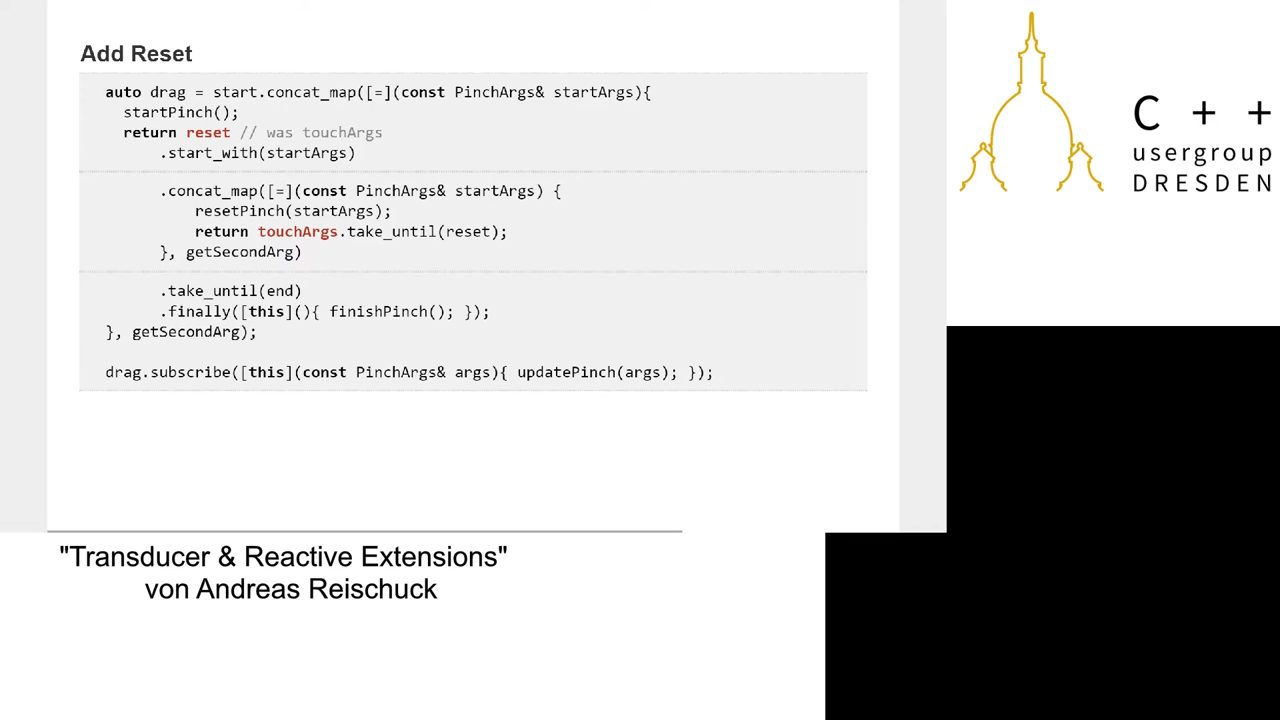 Add Reset
auto drag = start.concat_map([=](const PinchArgs& startArgs){
startPinch();
return reset // was touchArgs
.start_with(startArgs)
.concat_map([=](const PinchArgs& startArgs) {
resetPinch(startArgs);
return touchArgs.take_until(reset);
}, getSecondArg)
.take_until(end)
.finally([this](){ finishPinch(); });
}, getSecondArg);
drag.subscribe([this](const PinchArgs& args){ updatePinch(args); });
C + +
usergroup
DRESDEN
"Transducer & Reactive Extensions"
von Andreas Reischuck